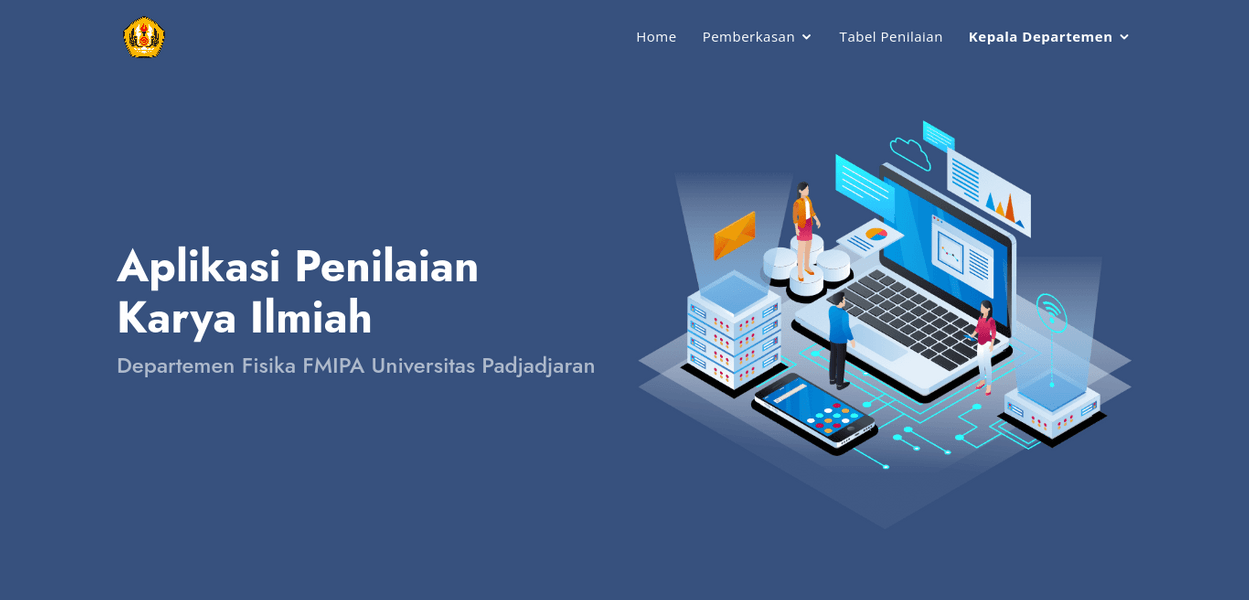 Home
Pemberkasan
Tabel Penilaian
Kepala Departemen
Aplikasi Penilaian
Karya Ilmiah
Departemen Fisika FMIPA Universitas Padjadjaran